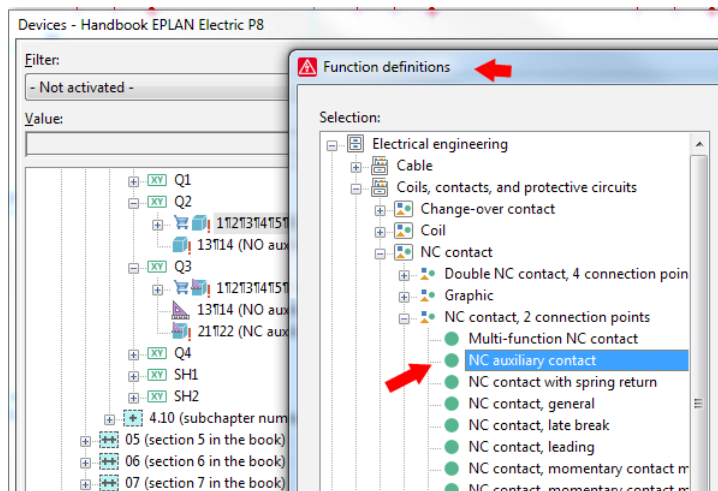 Devices - Handbook EPLAN Electric P8
Filter:
- Not activated -
Value:
Q1
Q2
1¶2¶3¶4¶5¶
13¶14 (NO aux
Q3
1¶2¶3¶4¶5¶
13¶14 (NO aux
21¶22 (NC aux
Q4
SH1
SH2
4.10 (subchapter num
05 (section 5 in the book)
06 (section 6 in the book)
07 (section 7 in the book)
Function definitions
Selection:
Electrical engineering
Cable
Coils, contacts, and protective circuits
Change-over contact
Coil
NC contact
Double NC contact, 4 connection poin
Graphic
NC contact, 2 connection points
Multi-function NC contact
NC auxiliary contact
NC contact with spring return
NC contact, general
NC contact, late break
NC contact, leading
NC contact, momentary contact m
NC contact, momentary contact m